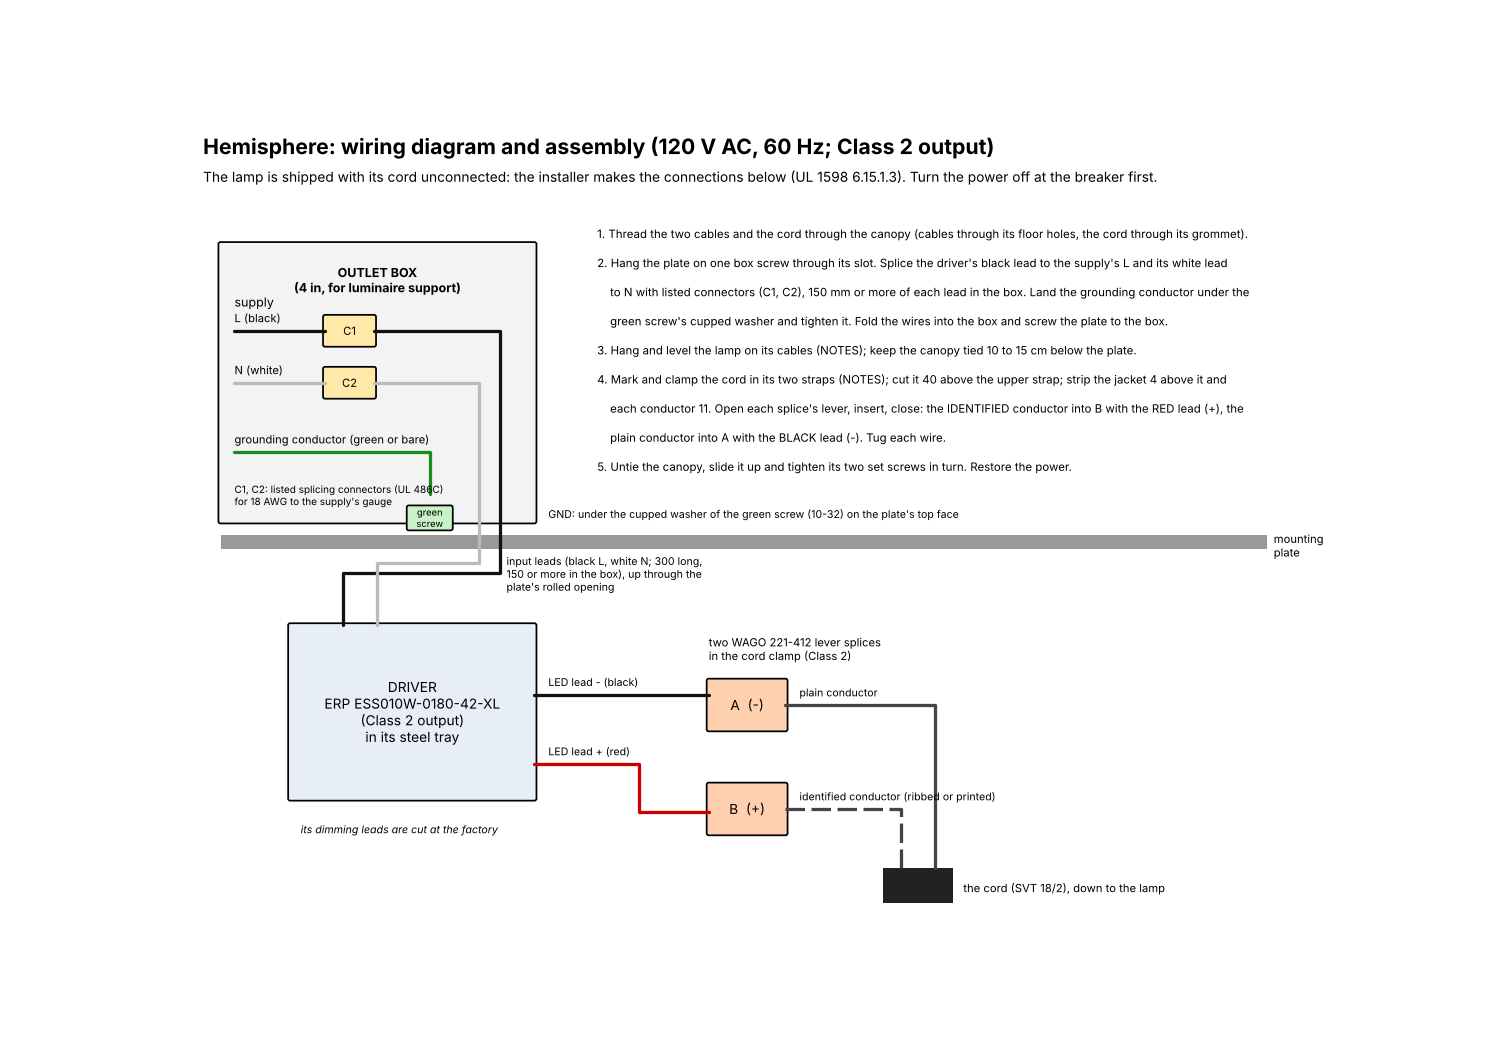 Hemisphere: wiring diagram and assembly (120 V AC, 60 Hz; Class 2 output)
The lamp is shipped with its cord unconnected: the installer makes the connections below (UL 1598 6.15.1.3). Turn the power off at the breaker first.
OUTLET BOX
(4 in, for luminaire support)
supply
L (black)
C1
N (white)
C2
grounding conductor (green or bare)
C1, C2: listed splicing connectors (UL 486C)
for 18 AWG to the supply's gauge
green
screw
1. Thread the two cables and the cord through the canopy (cables through its floor holes, the cord through its grommet).
2. Hang the plate on one box screw through its slot. Splice the driver's black lead to the supply's L and its white lead
to N with listed connectors (C1, C2), 150 mm or more of each lead in the box. Land the grounding conductor under the
green screw's cupped washer and tighten it. Fold the wires into the box and screw the plate to the box.
3. Hang and level the lamp on its cables (NOTES); keep the canopy tied 10 to 15 cm below the plate.
4. Mark and clamp the cord in its two straps (NOTES); cut it 40 above the upper strap; strip the jacket 4 above it and
each conductor 11. Open each splice's lever, insert, close: the IDENTIFIED conductor into B with the RED lead (+), the
plain conductor into A with the BLACK lead (-). Tug each wire.
5. Untie the canopy, slide it up and tighten its two set screws in turn. Restore the power.
GND: under the cupped washer of the green screw (10-32) on the plate's top face
mounting
plate
input leads (black L, white N; 300 long,
150 or more in the box), up through the
plate's rolled opening
DRIVER
ERP ESS010W-0180-42-XL
(Class 2 output)
in its steel tray
its dimming leads are cut at the factory
two WAGO 221-412 lever splices
in the cord clamp (Class 2)
LED lead - (black)
A (-)
plain conductor
LED lead + (red)
B (+)
identified conductor (ribbed or printed)
the cord (SVT 18/2), down to the lamp